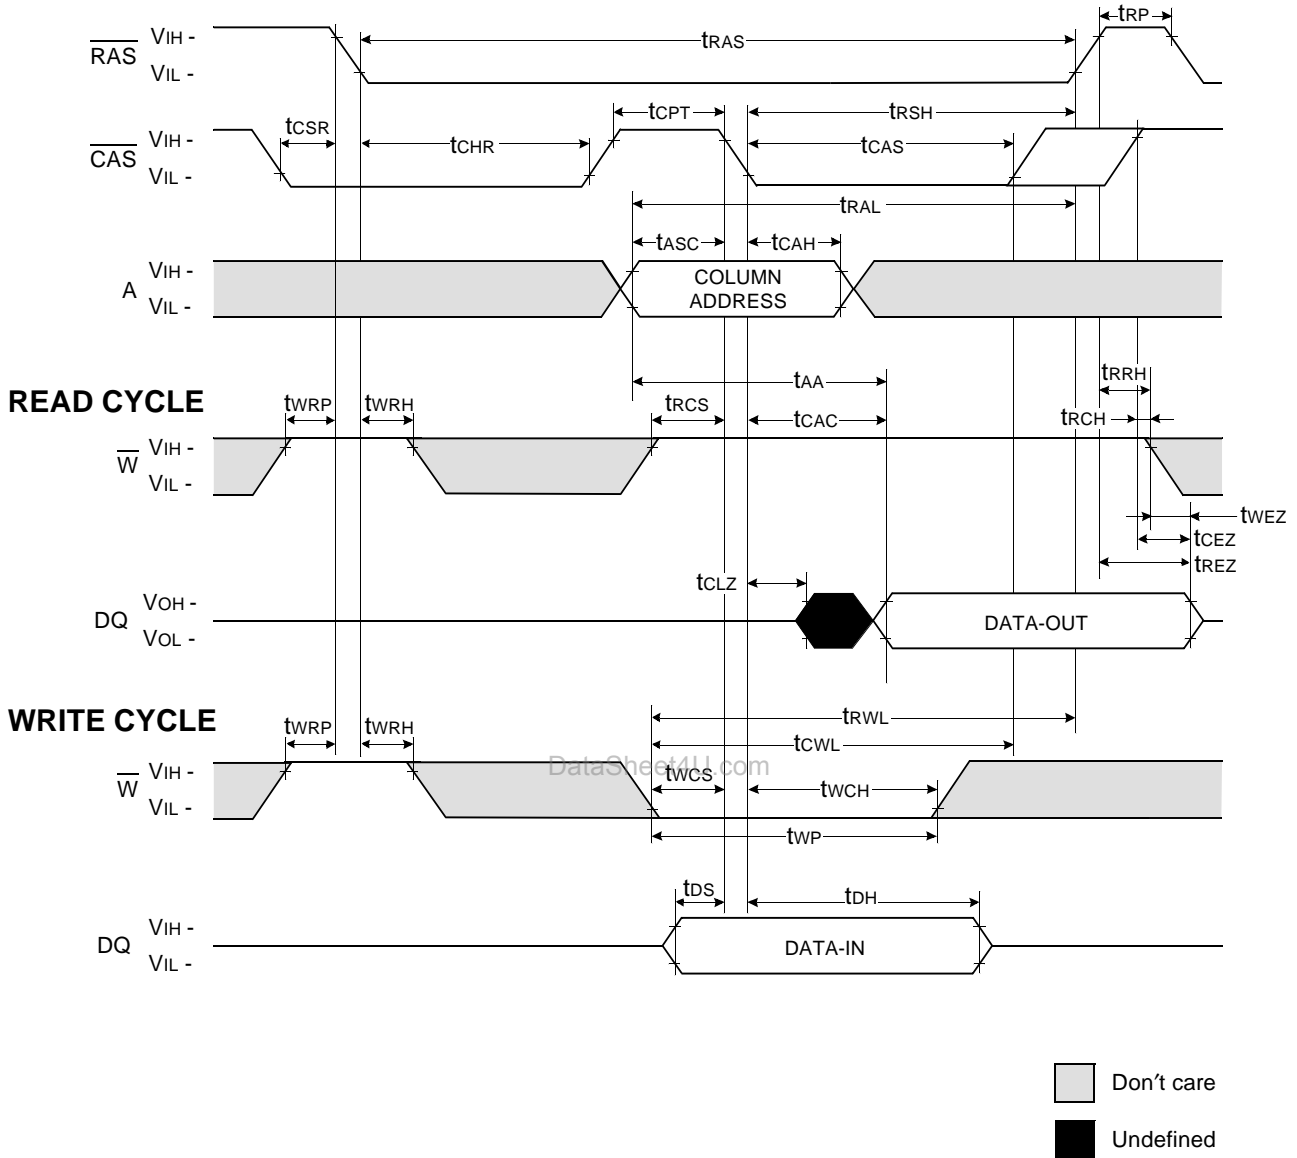 tRP
RAS VIH -
tRAS
VIL -
tCPT tRSH
tCSR
CAS VIH -
tCHR tCAS
VIL -
tRAL
tASC tCAH
A VIH -
COLUMN
ADDRESS
VIL -
tAA tRRH
READ CYCLE
tWRP tWRH tRCS tCAC tRCH
W VIH -
VIL -
tWEZ
tCEZ
tREZ
tCLZ
DQ VOH -
DATA-OUT
VOL -
WRITE CYCLE
tWRP tWRH tRWL
tCWL
DataSheet4U.com
W VIH -
tWCS tWCH
VIL -
tWP
tDS tDH
DQ VIH -
DATA-IN
VIL -
Don′t care
Undefined